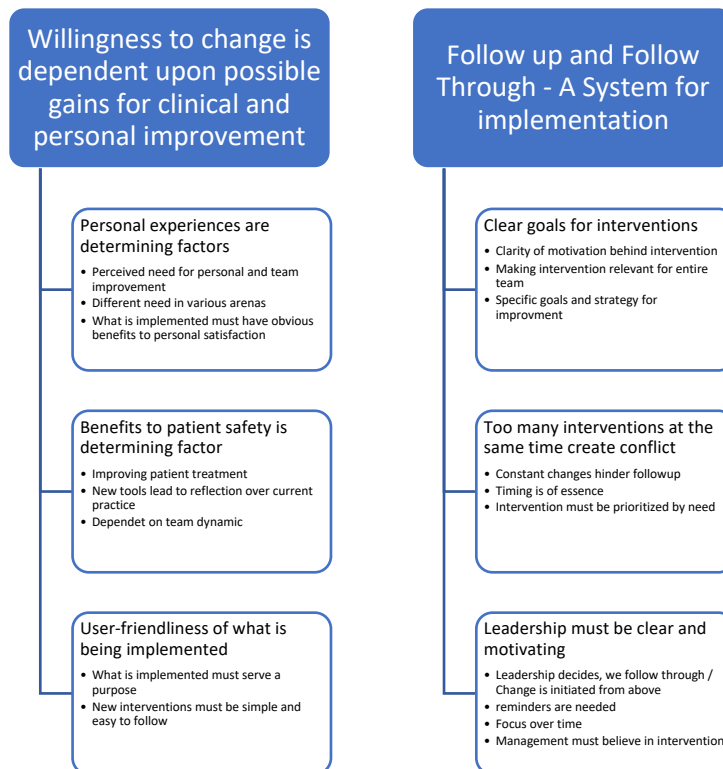 Willingness to change is
dependent upon possible
gains for clinical and
personal improvement
Personal experiences are
determining factors
• Perceived need for personal and team
improvement
• Different need in various arenas
• What is implemented must have obvious
benefits to personal satisfaction
Benefits to patient safety is
determining factor
• Improving patient treatment
• New tools lead to reflection over current
practice
• Dependet on team dynamic
User-friendliness of what is
being implemented
• What is implemented must serve a
purpose
• New interventions must be simple and
easy to follow
Follow up and Follow
Through - A System for
implementation
Clear goals for interventions
• Clarity of motivation behind intervention
• Making intervention relevant for entire
team
• Specific goals and strategy for
improvment
Too many interventions at the
same time create conflict
• Constant changes hinder followup
• Timing is of essence
• Intervention must be prioritized by need
Leadership must be clear and
motivating
• Leadership decides, we follow through /
Change is initiated from above
• reminders are needed
• Focus over time
• Management must believe in intervention